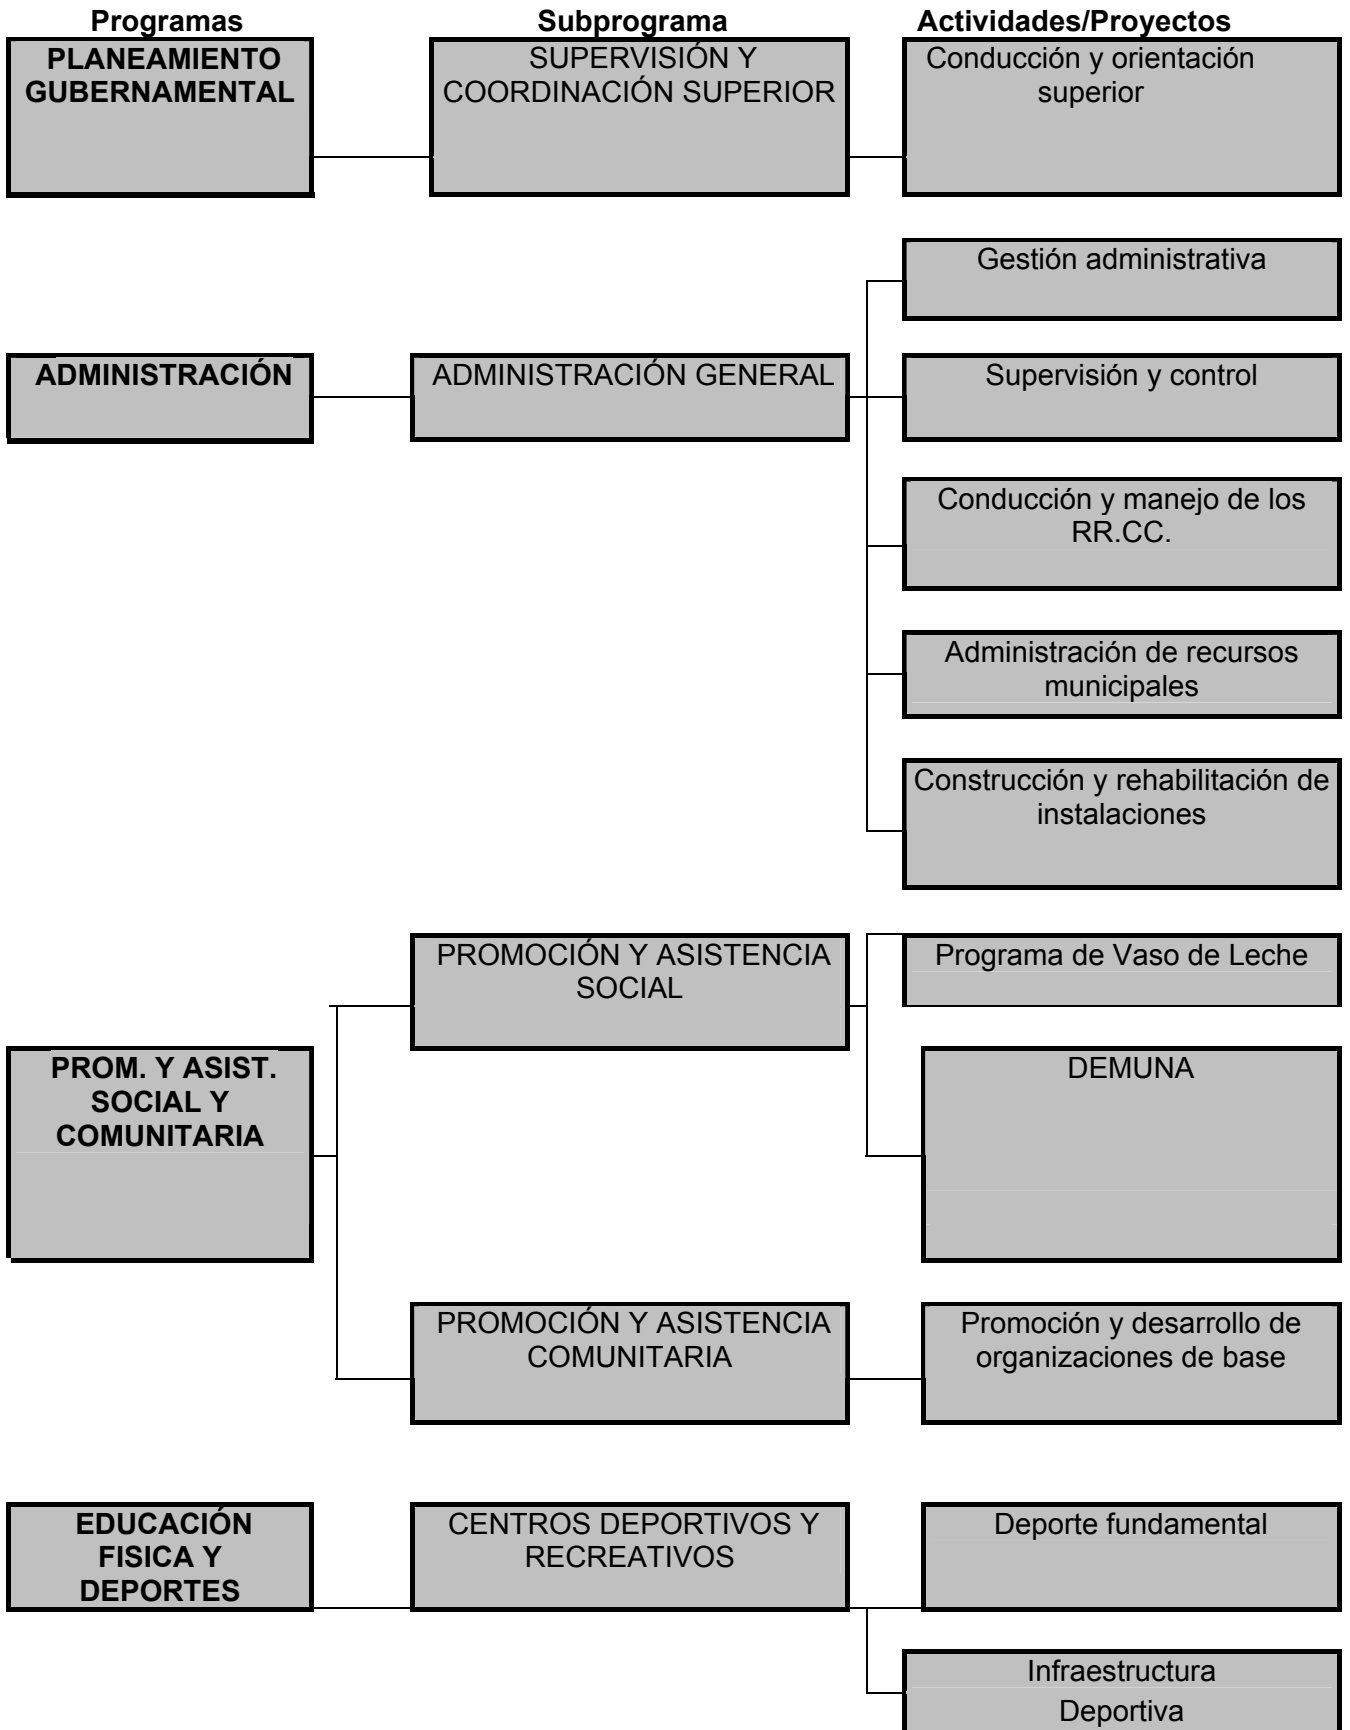 Programas Subprograma Actividades/Proyectos
PLANEAMIENTO
GUBERNAMENTAL
SUPERVISIÓN Y
COORDINACIÓN SUPERIOR
Conducción y orientación
superior
Gestión administrativa
ADMINISTRACIÓN
ADMINISTRACIÓN GENERAL
Supervisión y control
Conducción y manejo de los
RR.CC.
Administración de recursos
municipales
Construcción y rehabilitación de
instalaciones
PROMOCIÓN Y ASISTENCIA
SOCIAL
Programa de Vaso de Leche
PROM. Y ASIST.
SOCIAL Y
COMUNITARIA
DEMUNA
PROMOCIÓN Y ASISTENCIA
COMUNITARIA
Promoción y desarrollo de
organizaciones de base
EDUCACIÓN
FISICA Y
DEPORTES
CENTROS DEPORTIVOS Y
RECREATIVOS
Deporte fundamental
Infraestructura
Deportiva